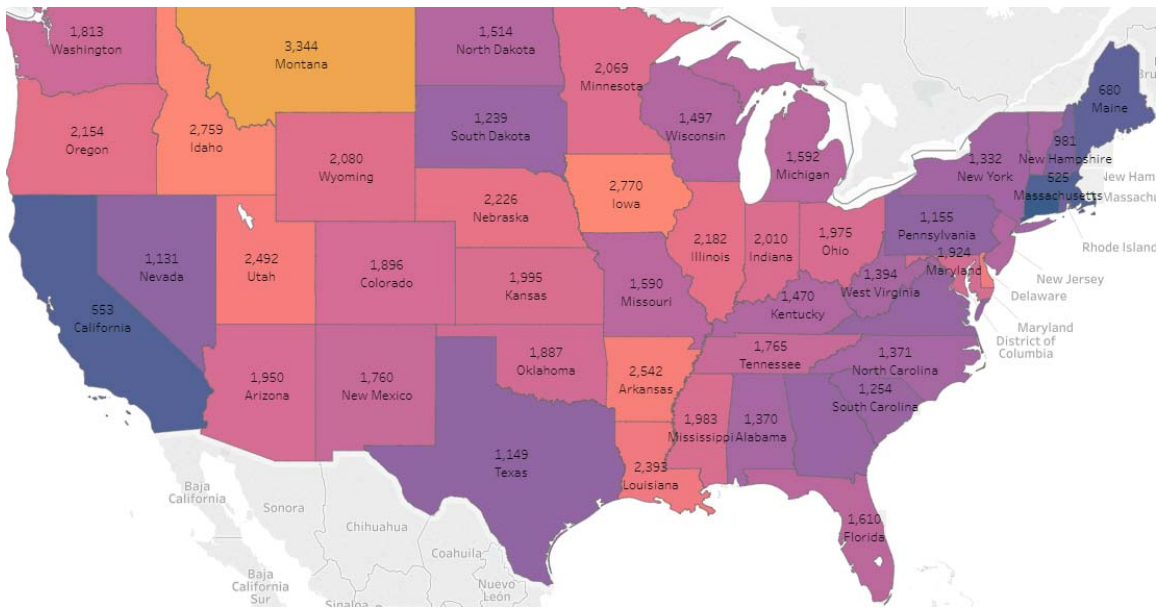 1,813
Washington
3,344
Montana
1,514
North Dakota
2,069
Minnesota
680
Maine
2,154
Oregon
2,759
Idaho
2,080
Wyoming
1,239
South Dakota
1,497
Wisconsin
1,592
Michigan
1,332
New York
981
New Hampshire
525
Massachusetts
New Ham
Massachu
Rhode Island
2,226
Nebraska
2,770
Iowa
1,155
Pennsylvania
1,131
Nevada
2,492
Utah
1,896
Colorado
1,995
Kansas
1,590
Missouri
2,182
Illinois
2,010
Indiana
1,975
Ohio
1,924
Maryland
1,394
West Virginia
New Jersey
Delaware
Maryland
District of
Columbia
553
California
1,470
Kentucky
1,765
Tennessee
1,371
North Carolina
1,950
Arizona
1,760
New Mexico
1,887
Oklahoma
2,542
Arkansas
1,254
South Carolina
1,983
Mississippi
1,370
Alabama
1,149
Texas
2,393
Louisiana
1,610
Florida
Baja
California
Sonora
Chihuahua
Coahuila
Baja
California
Sur
Nuevo
León
Sinaloa